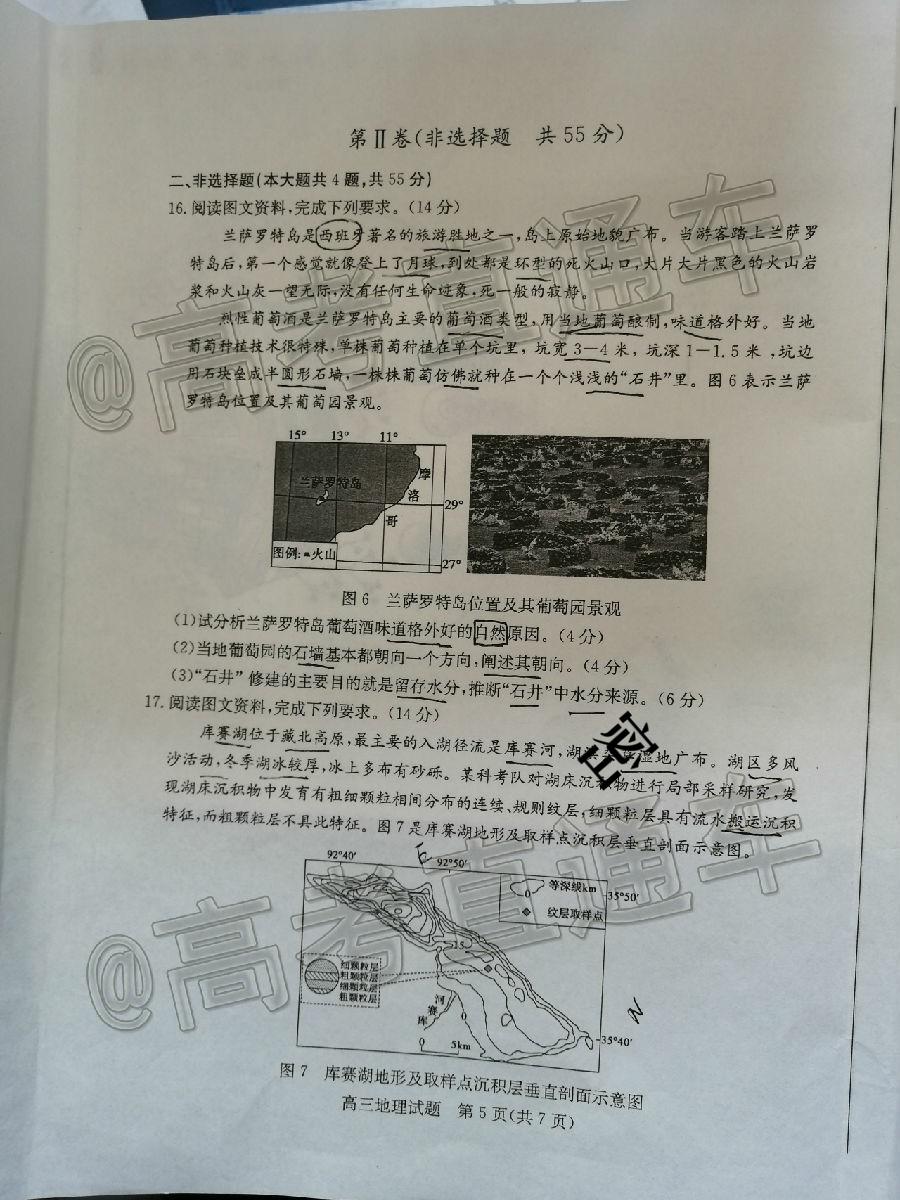 第Ⅱ卷(非选择题 共55分)
二、非选择题(本大题共4题,共55分)
16.阅读图文资料,完成下列要求。(14分)
兰萨罗特岛是西班牙著名的旅游胜地之一,岛上原始地貌广布。当游客踏上兰萨罗
特岛后,第一个感觉就像登上了月球,到处都是环型的死火山口,大片大片黑色的火山岩
浆和火山灰一望无际,没有任何生命迹象,死一般的寂静。
烈性葡萄酒是兰萨罗特岛主要的葡萄酒类型,用当地葡萄酿制,味道格外好。当地
葡萄种植技术很特殊,单株葡萄种植在单个坑里,坑宽3—4米,坑深1—1.5米,坑边
用石块垒成半圆形石墙,一株株葡萄仿佛就种在一个个浅浅的“石井”里。图6表示兰萨
罗特岛位置及其葡萄园景观。
15° 13° 11°
兰萨罗特岛
摩
洛
哥
29°
27°
图例:火山
图6 兰萨罗特岛位置及其葡萄园景观
(1)试分析兰萨罗特岛葡萄酒味道格外好的自然原因。(4分)
(2)当地葡萄园的石墙基本都朝向一个方向,阐述其朝向。(4分)
(3)“石井”修建的主要目的就是留存水分,推断“石井”中水分来源。(6分)
17.阅读图文资料,完成下列要求。(14分)
库赛湖位于藏北高原,最主要的入湖径流是库赛河,湖滨 湿地广布。湖区多风
沙活动,冬季湖冰较厚,冰上多布有砂砾。某科考队对湖床沉积物进行局部采样研究,发
现湖床沉积物中发育有粗细颗粒相间分布的连续、规则纹层,细颗粒层具有流水搬运沉积
特征,而粗颗粒层不具此特征。图7是库赛湖地形及取样点沉积层垂直剖面示意图。
密
92°40′ 92°50′
等深线km
纹层取样点
35°50′
35°40′
细颗粒层
粗颗粒层
细颗粒层
粗颗粒层
河
赛
库
15
0
0
0 5km
N
图7 库赛湖地形及取样点沉积层垂直剖面示意图
高三地理试题 第5页(共7页)
@高考直通车
@高考直通车